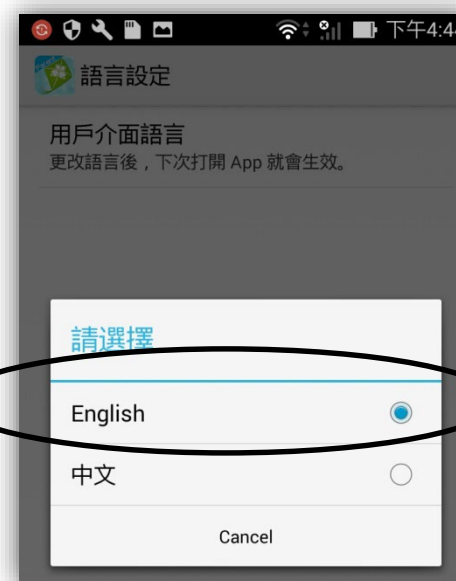 下午4:44
語言設定
用戶介面語言
更改語言後，下次打開 App 就會生效。
請選擇
English
中文
Cancel